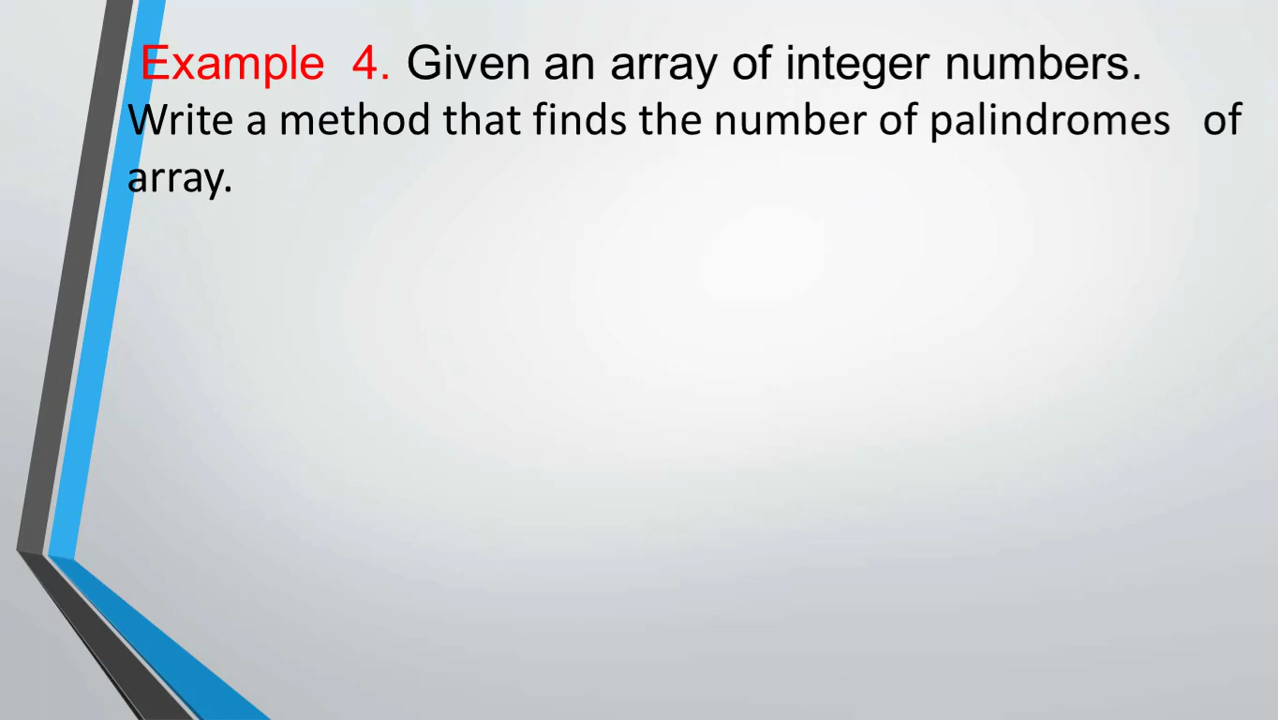 Example 4. Given an array of integer numbers.
Write a method that finds the number of palindromes of
array.